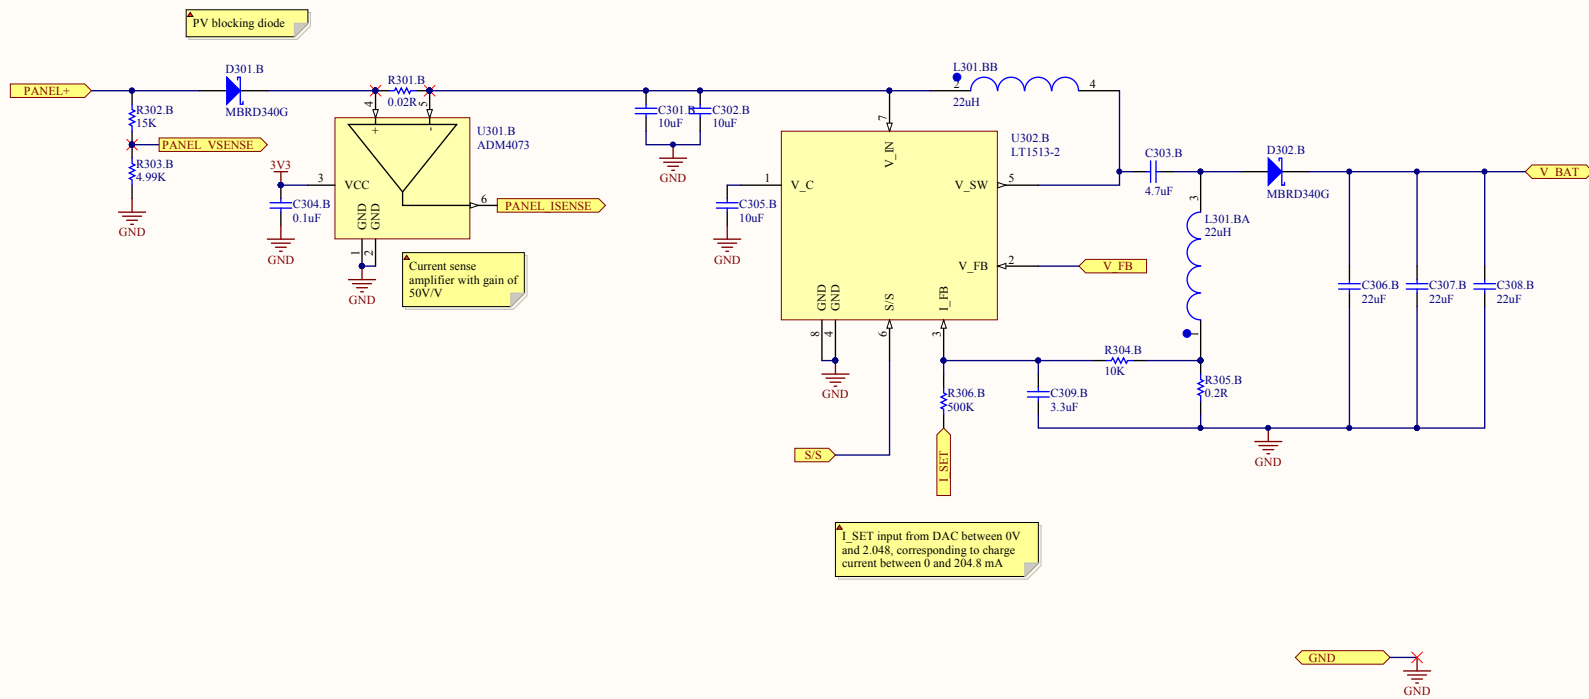 PV blocking diode
PANEL+
D301.B
MBRD340G
R302.B
15K
PANEL_VSENSE
R303.B
4.99K
GND
R301.B
0.02R
4
5
+
-
U301.B
ADM4073
3V3
3
VCC
C304.B
0.1uF
GND
GND
GND
6
PANEL_ISENSE
1
2
GND
Current sense
amplifier with gain of
50V/V
C301.B
10uF
C302.B
10uF
GND
L301.BB
2
4
22uH
7
V_IN
U302.B
LT1513-2
1
V_C
C305.B
10uF
GND
V_SW
5
V_FB
2
V_FB
GND
GND
S/S
I_FB
8
4
6
3
GND
C303.B
4.7uF
D302.B
MBRD340G
V_BAT
3
L301.BA
22uH
1
C306.B
22uF
C307.B
22uF
C308.B
22uF
R304.B
10K
R305.B
0.2R
R306.B
500K
C309.B
3.3uF
GND
S/S
I_SET
I_SET input from DAC between 0V
and 2.048, corresponding to charge
current between 0 and 204.8 mA
GND
GND